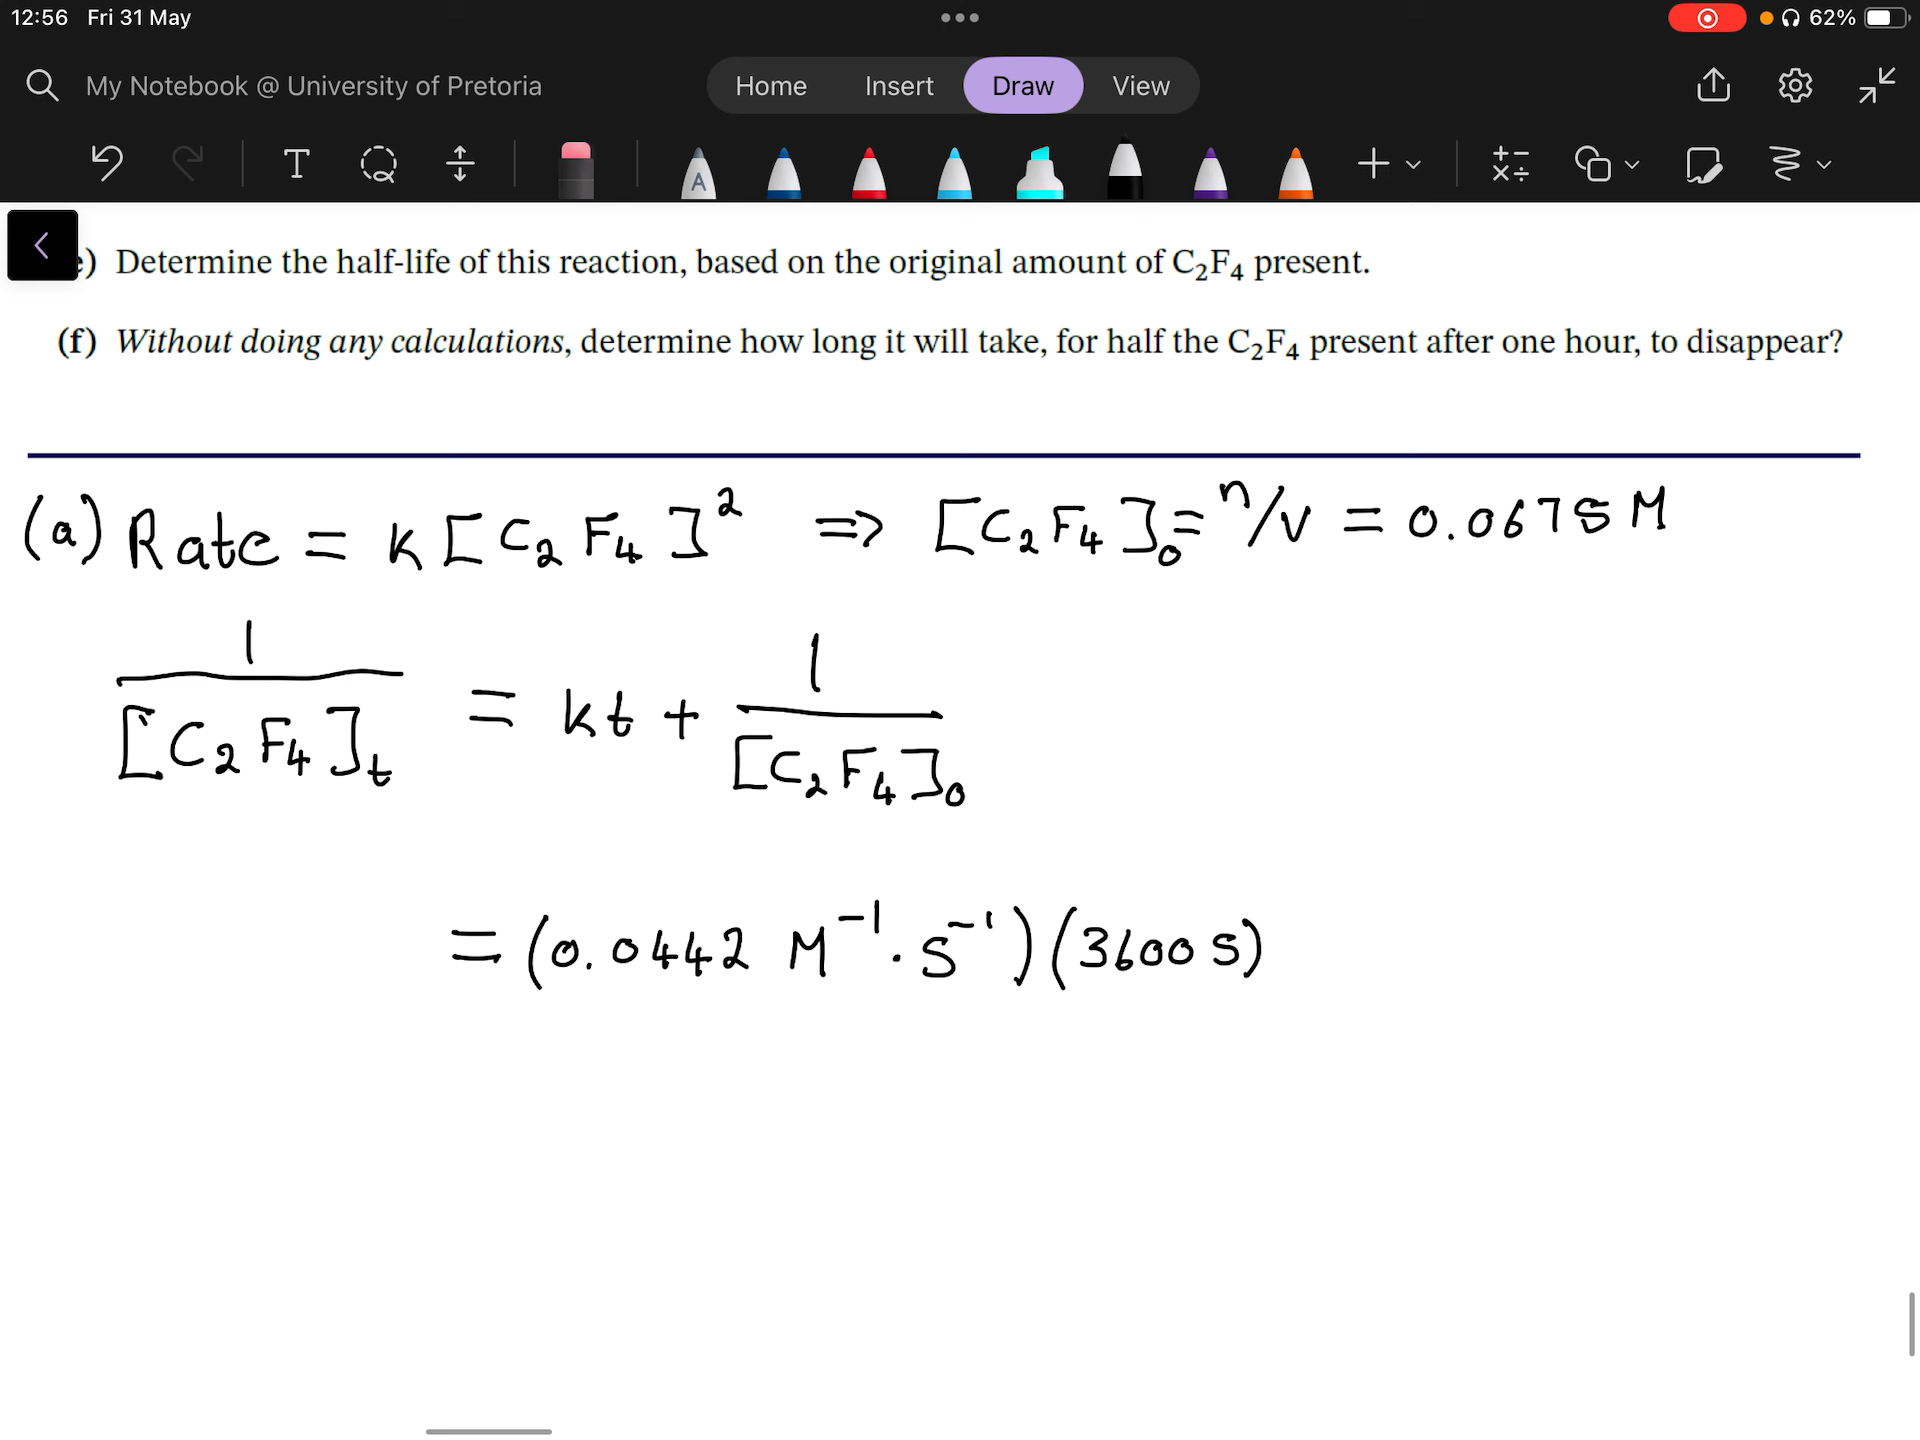 12:56 Fri 31 May 62%
My Notebook @ University of Pretoria Home Insert Draw View
T A
e) Determine the half-life of this reaction, based on the original amount of C₂F₄ present.
(f) Without doing any calculations, determine how long it will take, for half the C₂F₄ present after one hour, to disappear?
(a) Rate = k[C₂F₄]² ⇒ [C₂F₄]₀ = n/v = 0.0675 M
1/[C₂F₄]ₜ = kt + 1/[C₂F₄]₀
= (0.0442 M⁻¹·s⁻¹)(3600 s)